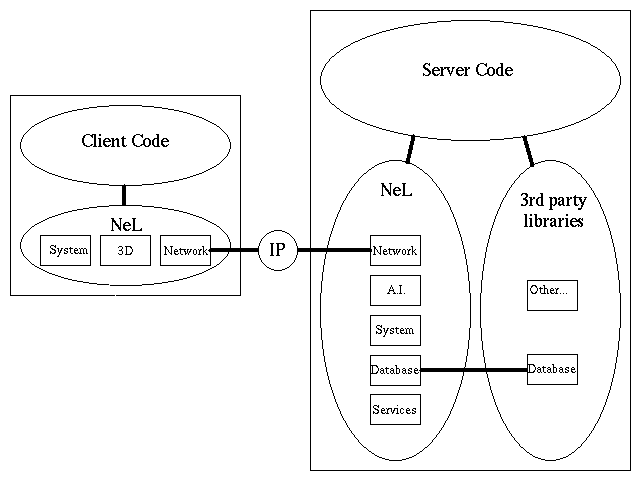 Client Code
NeL
System
3D
Network
IP
Server Code
NeL
Network
A.I.
System
Database
Services
3rd party
libraries
Other...
Database